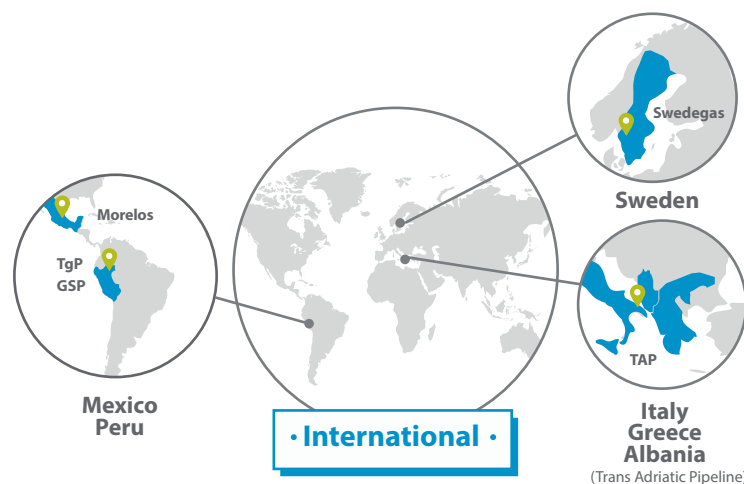 Swedegas
Sweden
Morelos
TgP
GSP
Mexico
Peru
TAP
Italy
Greece
Albania
(Trans Adriatic Pipeline)
· International ·